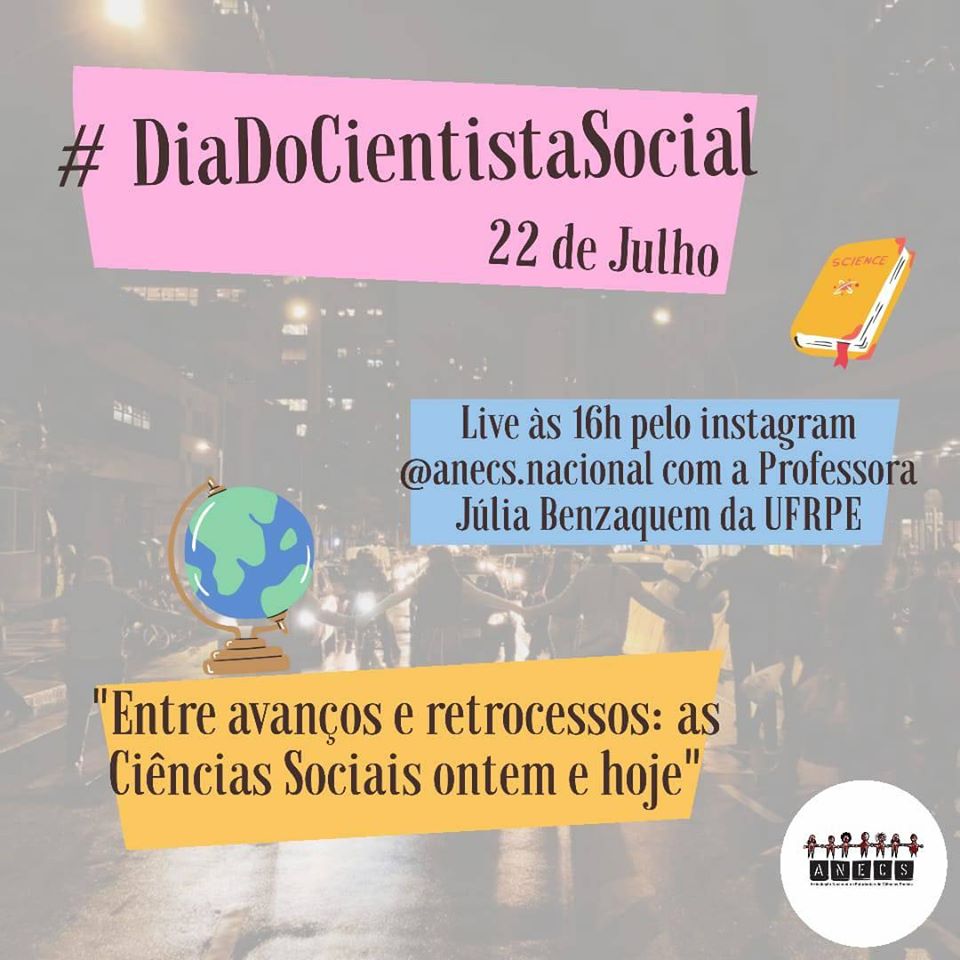 # DiaDoCientistaSocial
22 de Julho
SCIENCE
Live às 16h pelo instagram
@anecs.nacional com a Professora
Júlia Benzaquem da UFRPE
"Entre avanços e retrocessos: as
Ciências Sociais ontem e hoje"
ANECS